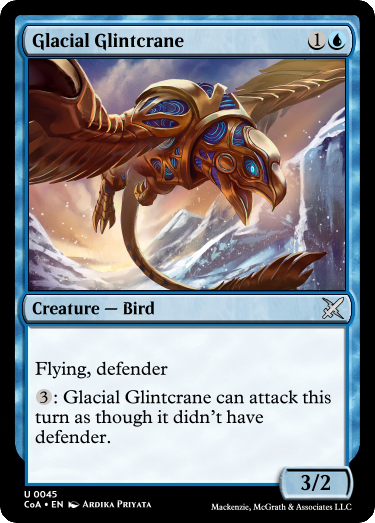 Glacial Glintcrane 1
Creature — Bird
Flying, defender
3: Glacial Glintcrane can attack this
turn as though it didn't have
defender.
3/2
U 0045
CoA • EN ARDIKA PRIYATA
Mackenzie, McGrath & Associates LLC